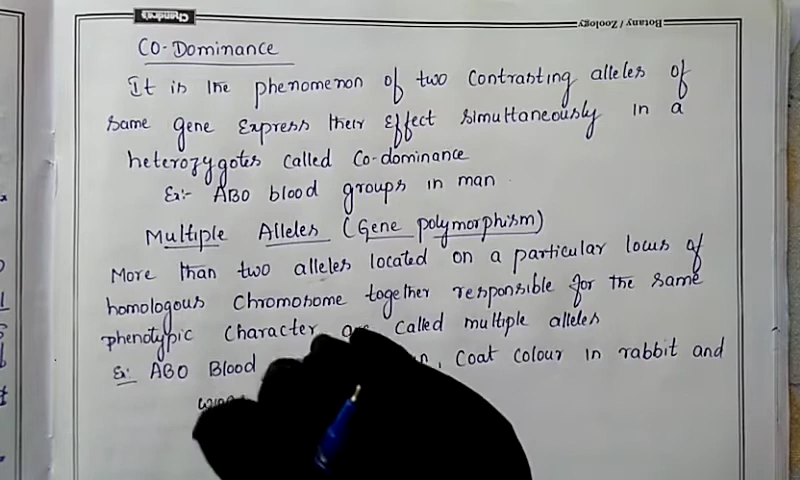 Chandra's
Botany / Zoology
CO-Dominance
It is the phenomenon of two contrasting alleles of
same gene Express their Effect simultaneously in a
heterozygotes called Co-dominance
Ex:- ABO blood groups in man
Multiple Alleles (Gene polymorphism)
More than two alleles located on a particular locus of
homologous Chromosome together responsible for the same
phenotypic Character are called multiple alleles
Ex: ABO Blood , Coat colour in rabbit and